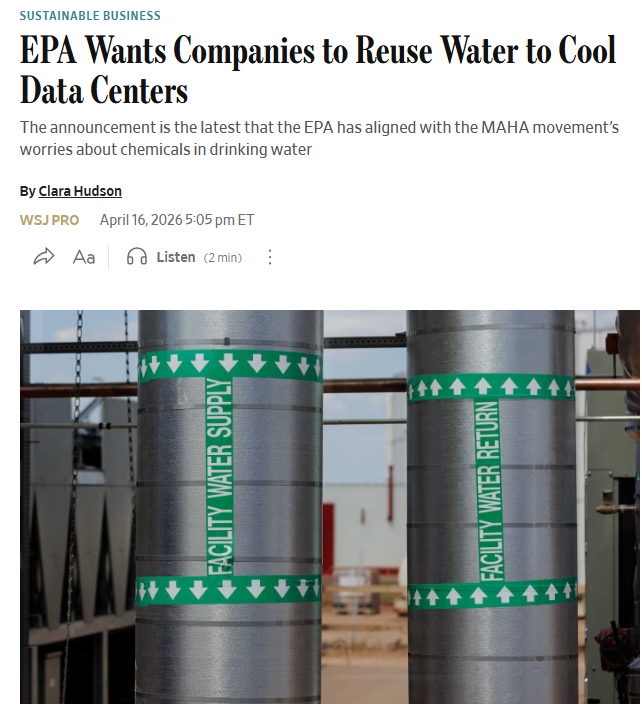 SUSTAINABLE BUSINESS
EPA Wants Companies to Reuse Water to Cool
Data Centers
The announcement is the latest that the EPA has aligned with the MAHA movement's
worries about chemicals in drinking water
By Clara Hudson
WSJ PRO April 16, 2026 5:05 pm ET
Aa Listen (2 min)
FACILITY WATER SUPPLY
FACILITY WATER RETURN